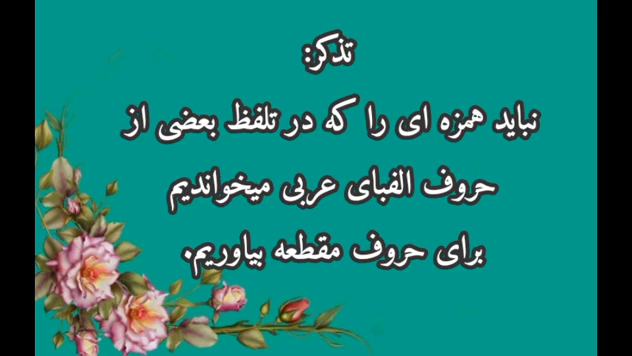 تذکر:
نباید همزه ای را که در تلفظ بعضی از
حروف الفبای عربی میخواندیم
برای حروف مقطعه بیاوریم.